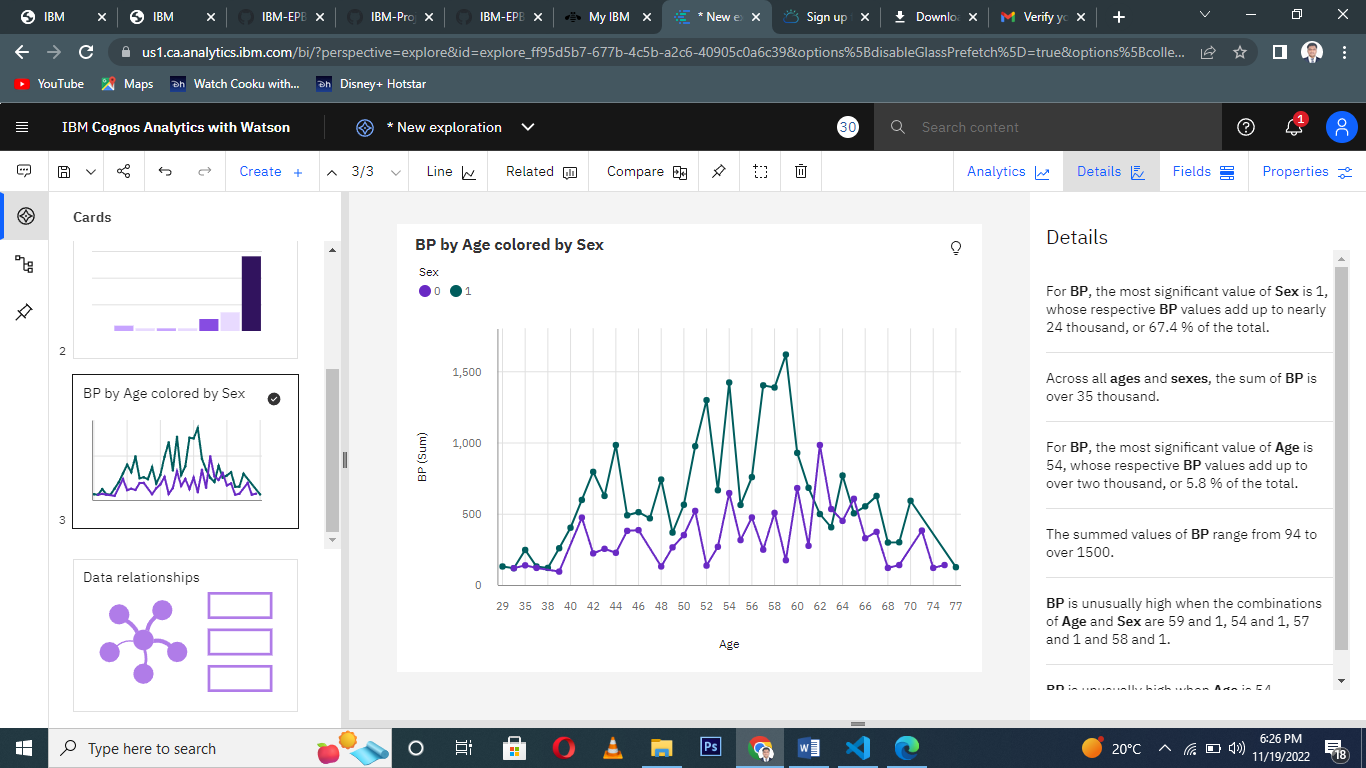 IBM
IBM
IBM-EPB
IBM-Pro
IBM-EPB
My IBM
* New e
Sign up
Downlo
Verify yo
us1.ca.analytics.ibm.com/bi/?perspective=explore&id=explore_ff95d5b7-677b-4c5b-a2c6-40905c0a6c39&options%5BdisableGlassPrefetch%5D=true&options%5Bcolle...
YouTube
Maps
Watch Cooku with...
Disney+ Hotstar
IBM Cognos Analytics with Watson
* New exploration
30
Search content
1
Create +
3/3
Line
Related
Compare
Analytics
Details
Fields
Properties
Cards
2
BP by Age colored by Sex
3
Data relationships
BP by Age colored by Sex
Sex
0 1
1,500
1,000
500
0
BP (Sum)
29 35 38 40 42 44 46 48 50 52 54 56 58 60 62 64 66 68 70 74 77
Age
Details
For BP, the most significant value of Sex is 1,
whose respective BP values add up to nearly
24 thousand, or 67.4 % of the total.
Across all ages and sexes, the sum of BP is
over 35 thousand.
For BP, the most significant value of Age is
54, whose respective BP values add up to
over two thousand, or 5.8 % of the total.
The summed values of BP range from 94 to
over 1500.
BP is unusually high when the combinations
of Age and Sex are 59 and 1, 54 and 1, 57
and 1 and 58 and 1.
BP is unusually high when Age is 54.
Type here to search
Ps
20°C
6:26 PM
11/19/2022
18